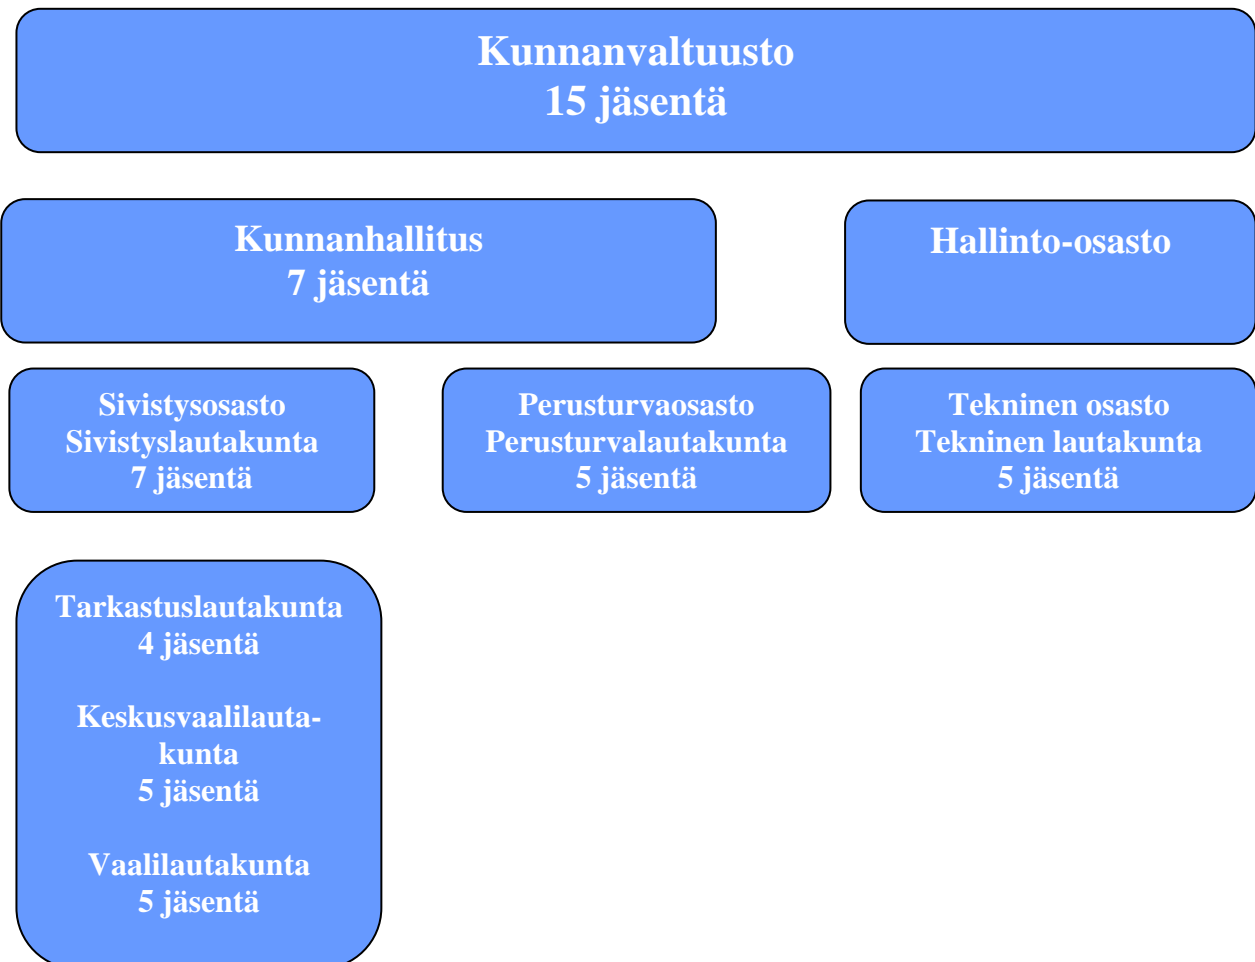 Kunnanvaltuusto
15 jäsentä
Kunnanhallitus
7 jäsentä
Hallinto-osasto
Sivistysosasto
Sivistyslautakunta
7 jäsentä
Perusturvaosasto
Perusturvalautakunta
5 jäsentä
Tekninen osasto
Tekninen lautakunta
5 jäsentä
Tarkastuslautakunta
4 jäsentä
Keskusvaalilauta-
kunta
5 jäsentä
Vaalilautakunta
5 jäsentä